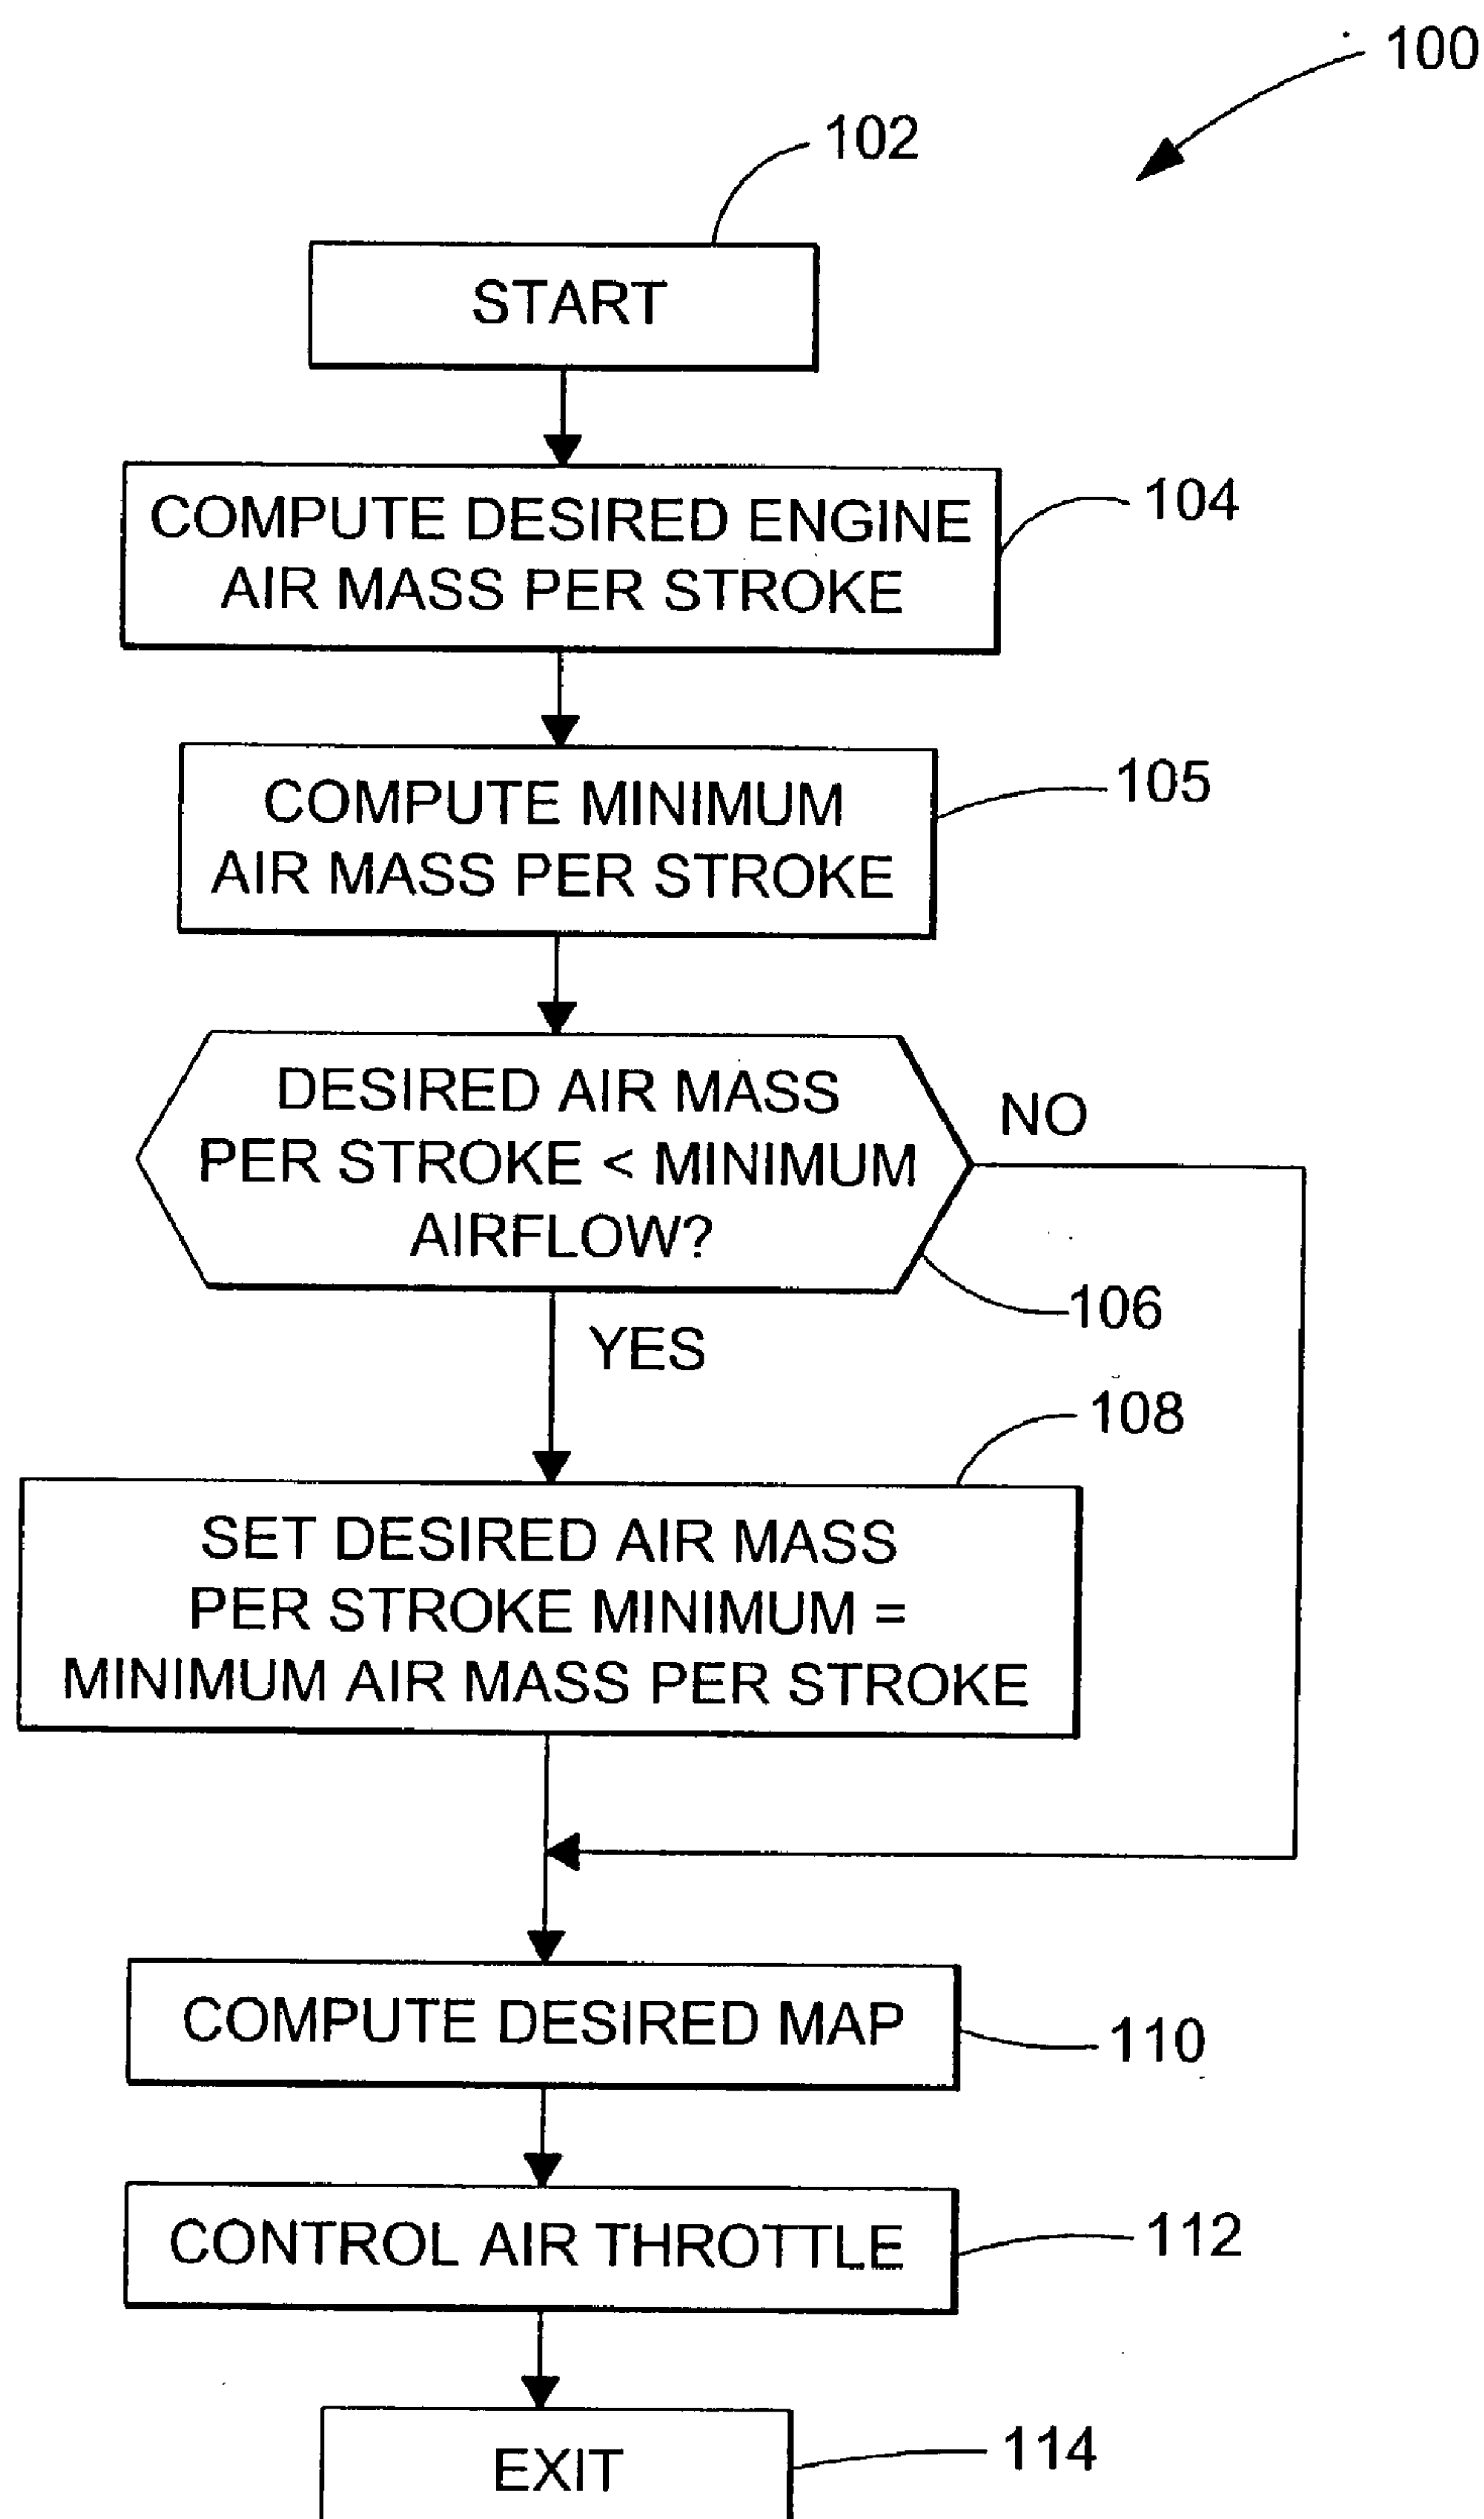 100
102
START
COMPUTE DESIRED ENGINE
AIR MASS PER STROKE
104
COMPUTE MINIMUM
AIR MASS PER STROKE
105
DESIRED AIR MASS
PER STROKE < MINIMUM
AIRFLOW?
NO
106
YES
108
SET DESIRED AIR MASS
PER STROKE MINIMUM =
MINIMUM AIR MASS PER STROKE
COMPUTE DESIRED MAP
110
CONTROL AIR THROTTLE
112
EXIT
114